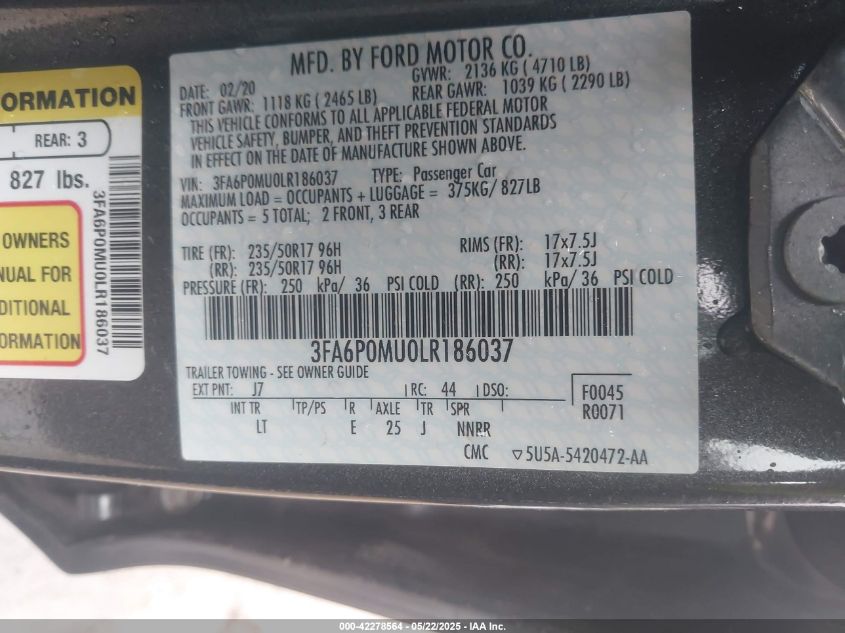 MFD. BY FORD MOTOR CO.
DATE: 02/20 GVWR: 2136 KG ( 4710 LB)
FRONT GAWR: 1118 KG ( 2465 LB) REAR GAWR: 1039 KG ( 2290 LB)
THIS VEHICLE CONFORMS TO ALL APPLICABLE FEDERAL MOTOR
VEHICLE SAFETY, BUMPER, AND THEFT PREVENTION STANDARDS
IN EFFECT ON THE DATE OF MANUFACTURE SHOWN ABOVE.
VIN: 3FA6P0MU0LR186037 TYPE: Passenger Car
MAXIMUM LOAD = OCCUPANTS + LUGGAGE = 375KG/ 827LB
OCCUPANTS = 5 TOTAL; 2 FRONT, 3 REAR
TIRE (FR): 235/50R17 96H RIMS (FR): 17x7.5J
(RR): 235/50R17 96H (RR): 17x7.5J
PRESSURE (FR): 250 kPa/ 36 PSI COLD (RR): 250 kPa/ 36 PSI COLD
3FA6P0MU0LR186037
TRAILER TOWING - SEE OWNER GUIDE
EXT PNT: J7 RC: 44 DSO:
F0045
R0071
INT TR TP/PS R AXLE TR SPR
LT E 25 J NNRR
CMC ▽5U5A-5420472-AA
ORMATION
REAR: 3
827 lbs.
OWNERS
NUAL FOR
DITIONAL
ORMATION
3FA6P0MU0LR186037
000-42278564 - 05/22/2025 - IAA Inc.